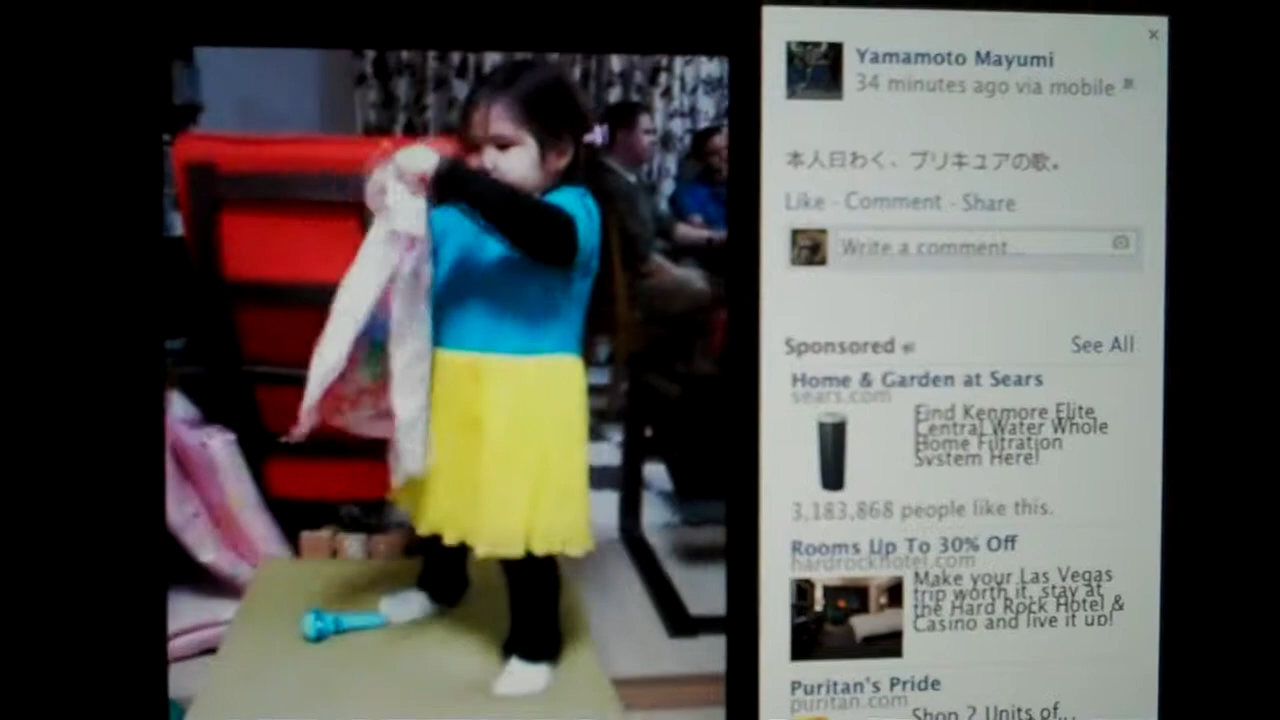 Yamamoto Mayumi
34 minutes ago via mobile
本人曰わく、プリキュアの歌。
Like · Comment · Share
Write a comment...
Sponsored
See All
Home & Garden at Sears
sears.com
Find Kenmore Elite
Central Water Whole
Home Filtration
System Here!
3,183,868 people like this.
Rooms Up To 30% Off
hardrockhotel.com
Make your Las Vegas
trip worth it, stay at
the Hard Rock Hotel &
Casino and live it up!
Puritan's Pride
puritan.com
Shop 2 Units of...